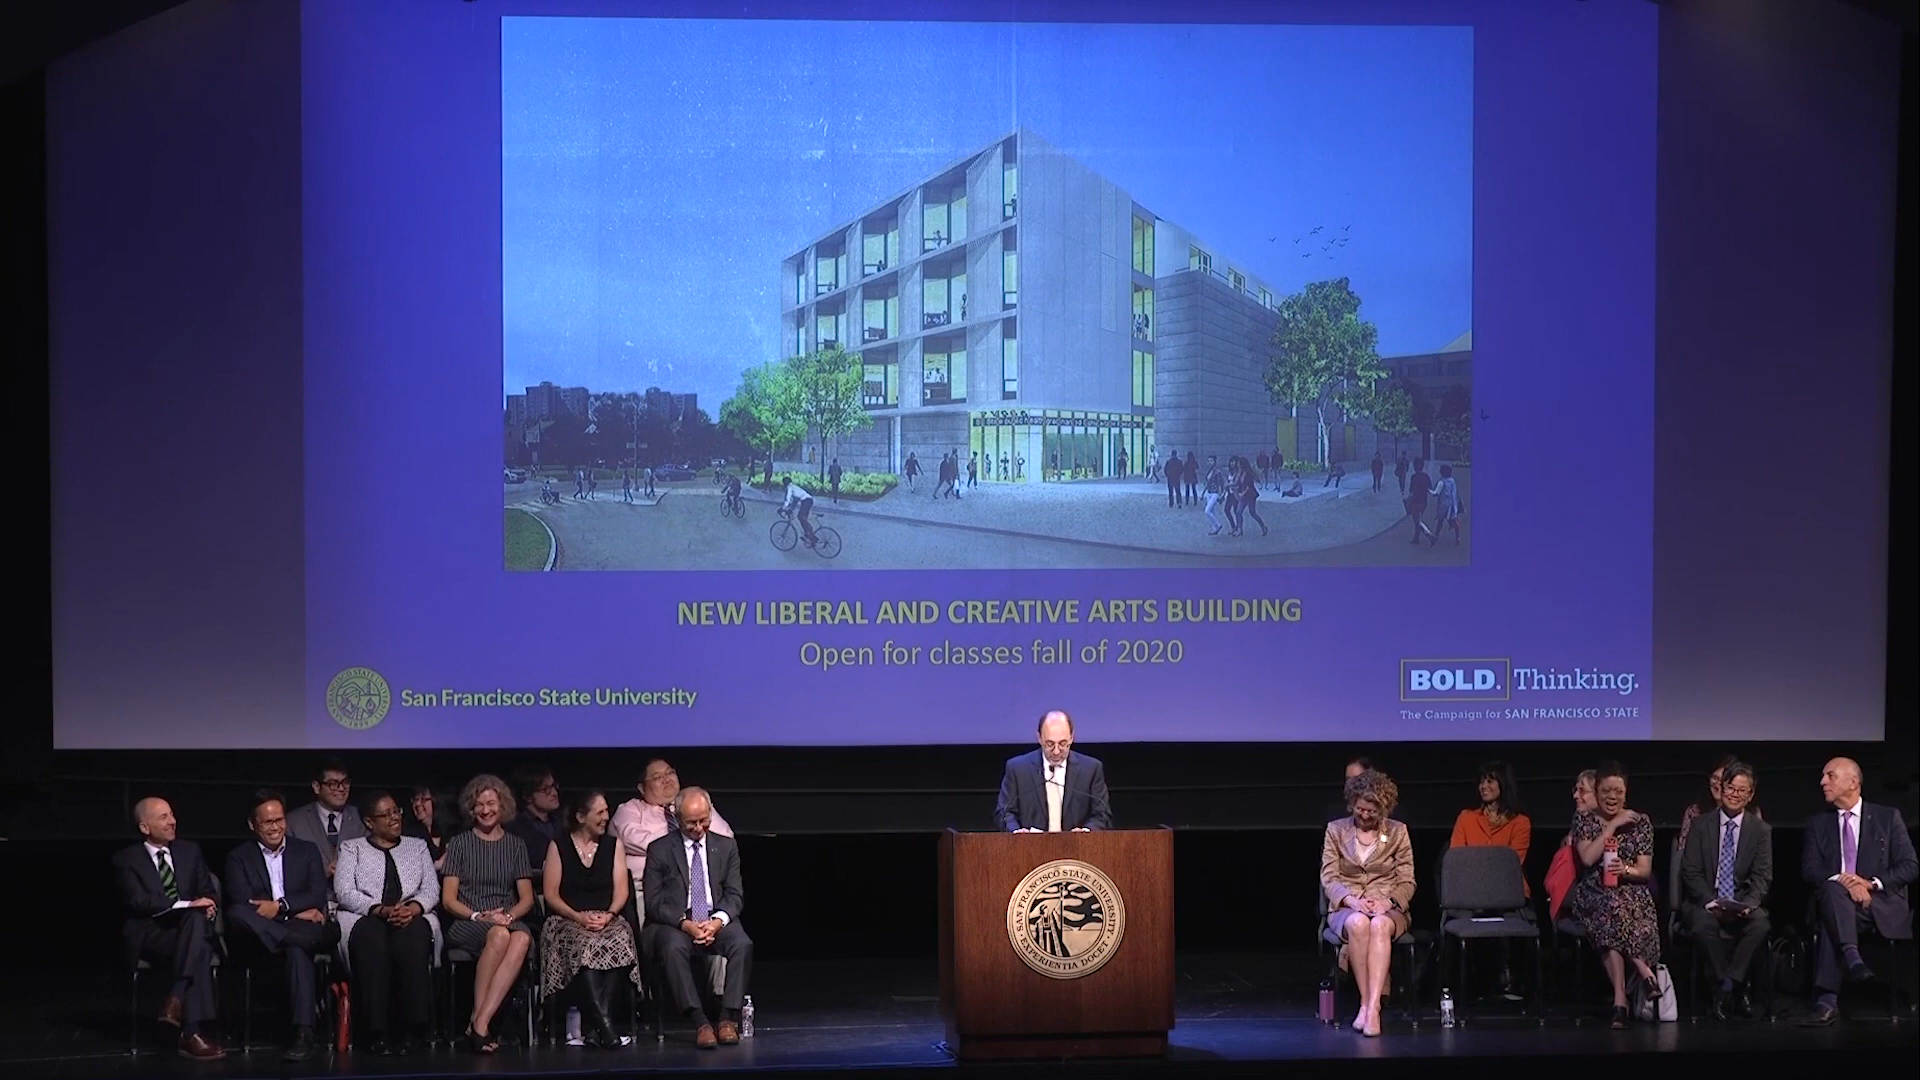 NEW LIBERAL AND CREATIVE ARTS BUILDING
Open for classes fall of 2020
San Francisco State University
BOLD. Thinking.
The Campaign for SAN FRANCISCO STATE
SAN FRANCISCO STATE UNIVERSITY
EXPERIENTIA DOCET